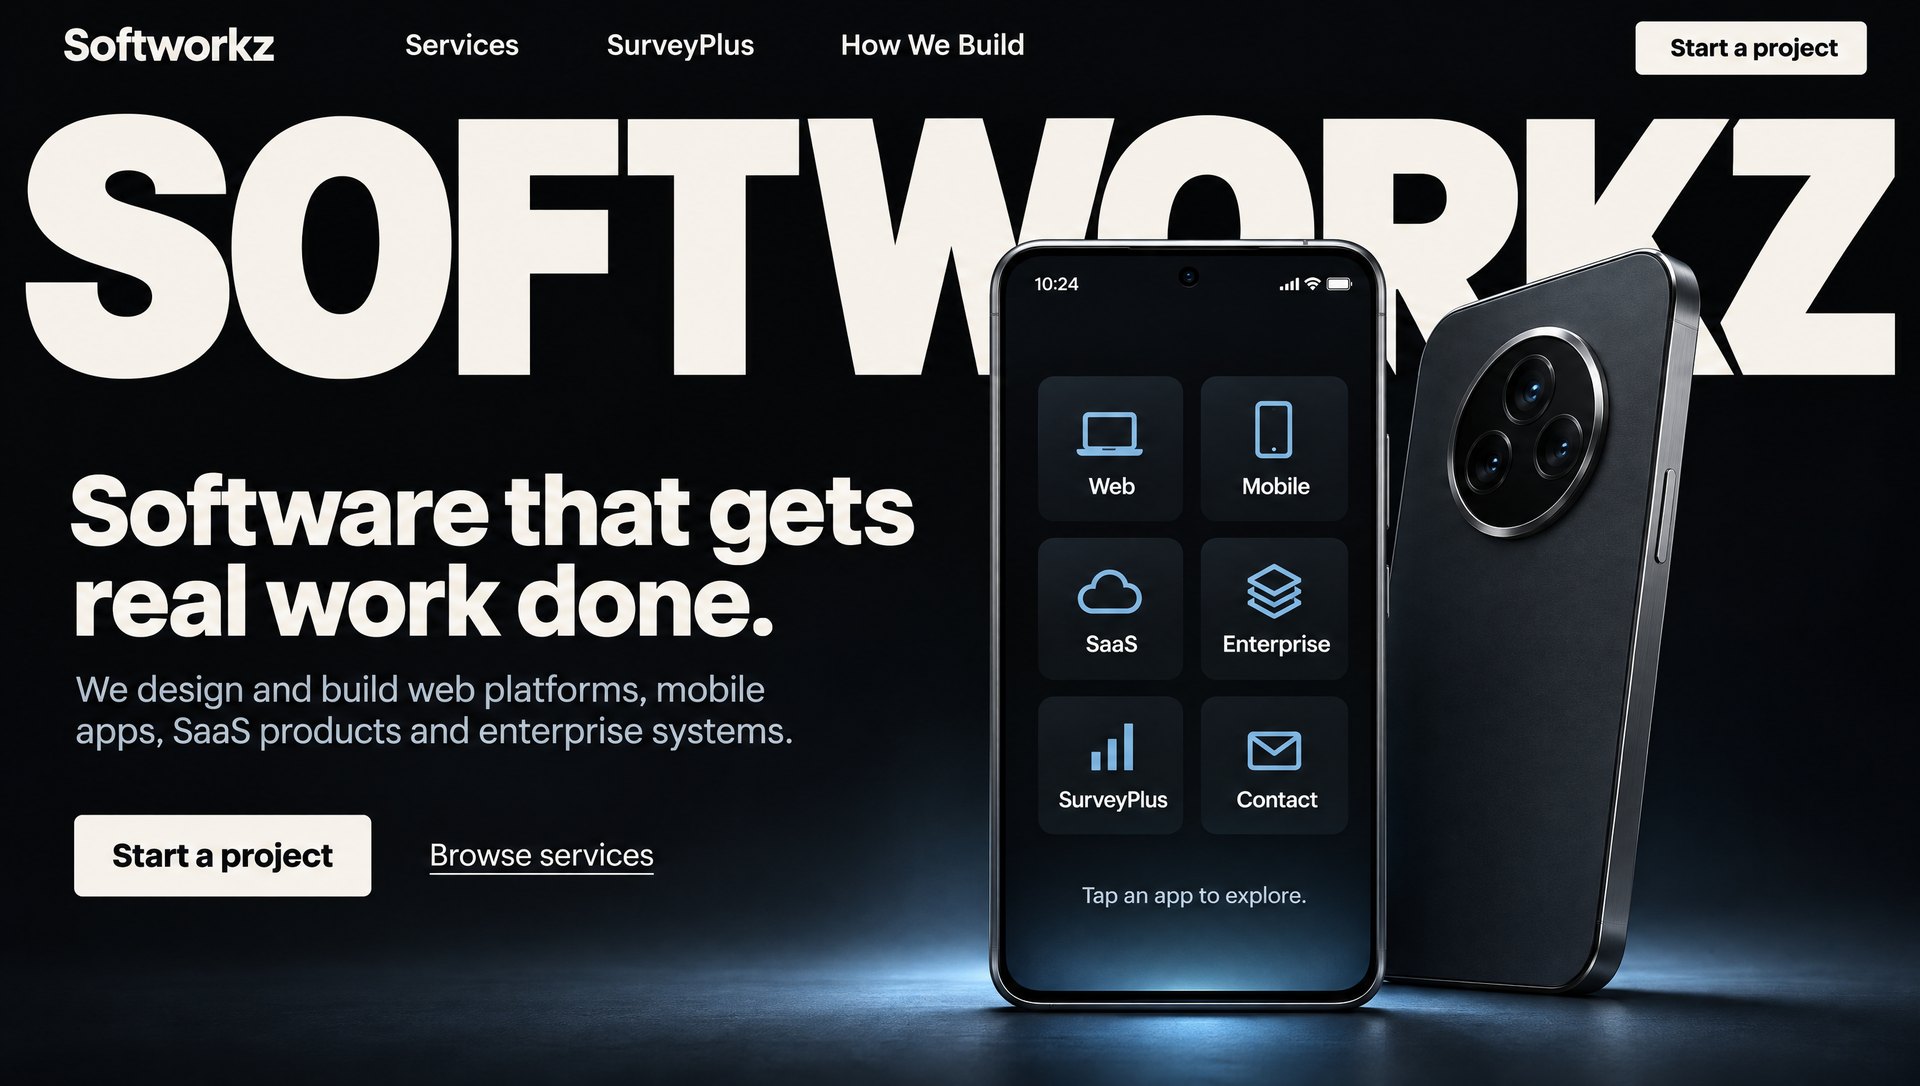 Softworkz
Services
SurveyPlus
How We Build
Start a project
SOFTWORKZ
Software that gets
real work done.
We design and build web platforms, mobile
apps, SaaS products and enterprise systems.
Start a project
Browse services
10:24
Web
Mobile
SaaS
Enterprise
SurveyPlus
Contact
Tap an app to explore.